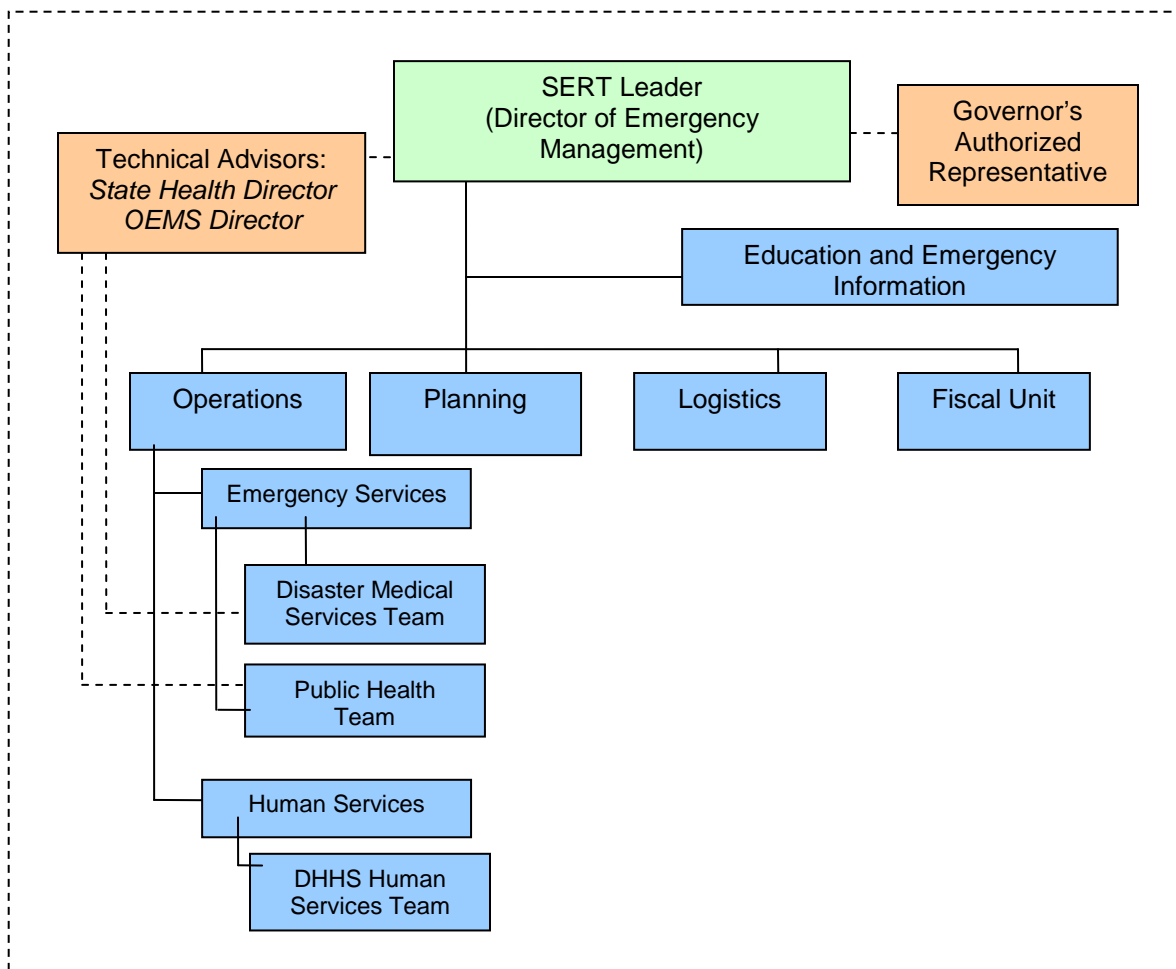 SERT Leader
(Director of Emergency
Management)
Governor's
Authorized
Representative
Technical Advisors:
State Health Director
OEMS Director
Education and Emergency
Information
Operations
Planning
Logistics
Fiscal Unit
Emergency Services
Disaster Medical
Services Team
Public Health
Team
Human Services
DHHS Human
Services Team